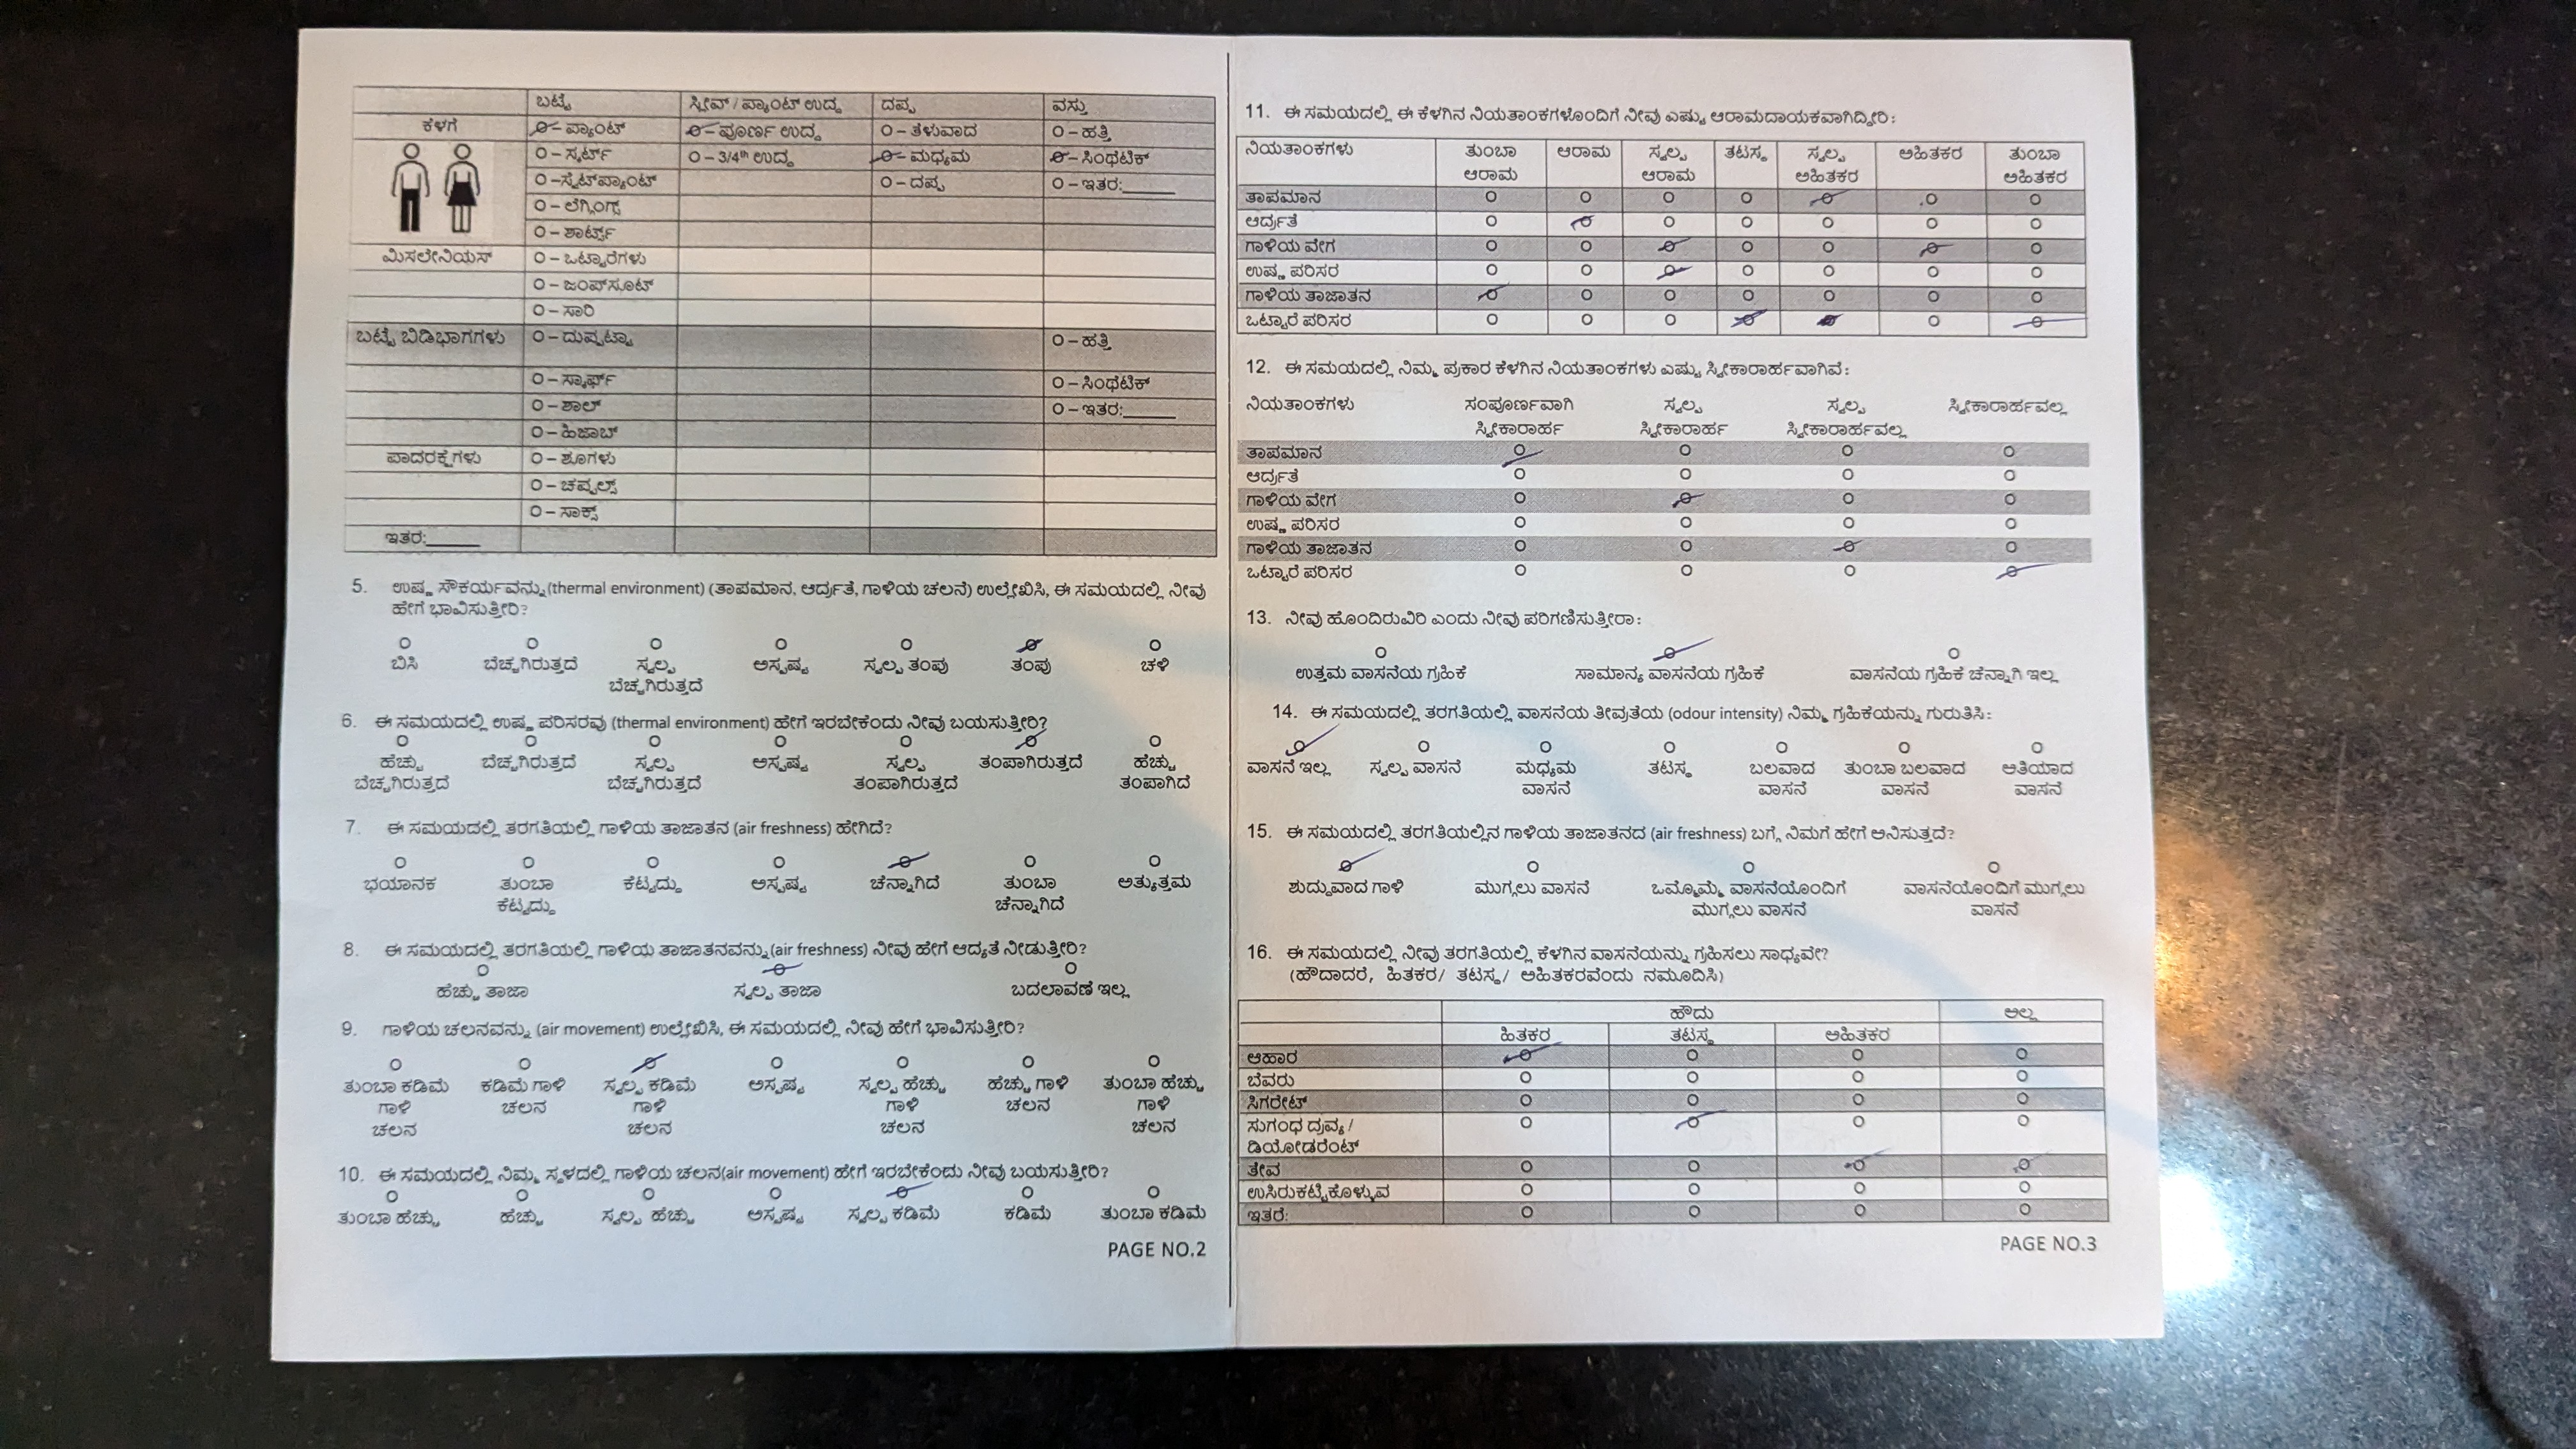 ಬಟ್ಟೆ ಸ್ಲೀವ್ / ಪ್ಯಾಂಟ್ ಉದ್ದ ದಪ್ಪ ವಸ್ತು
ಕೆಳಗೆ O – ಪ್ಯಾಂಟ್ O – ಪೂರ್ಣ ಉದ್ದ O – ತೆಳುವಾದ O – ಹತ್ತಿ
O – ಸ್ಕರ್ಟ್ O – 3/4th ಉದ್ದ O – ಮಧ್ಯಮ O – ಸಿಂಥೆಟಿಕ್
O –ಸ್ವೆಟ್‌ಪ್ಯಾಂಟ್ O – ದಪ್ಪ O – ಇತರ:______
O – ಲೆಗ್ಗಿಂಗ್ಸ್
O – ಶಾರ್ಟ್ಸ್
ಮಿಸಲೇನಿಯಸ್ O – ಒಟ್ಟಾರೆಗಳು
O – ಜಂಪ್‌ಸೂಟ್
O – ಸಾರಿ
ಬಟ್ಟೆ ಬಿಡಿಭಾಗಗಳು O – ದುಪ್ಪಟ್ಟಾ O – ಹತ್ತಿ
O – ಸ್ಕಾರ್ಫ್ O – ಸಿಂಥೆಟಿಕ್
O – ಶಾಲ್ O – ಇತರ:______
O – ಹಿಜಾಬ್
ಪಾದರಕ್ಷೆಗಳು O – ಶೂಗಳು
O – ಚಪ್ಪಲ್ಸ್
O – ಸಾಕ್ಸ್
ಇತರ:______
5. ಉಷ್ಣ ಸೌಕರ್ಯವನ್ನು(thermal environment) (ತಾಪಮಾನ, ಆರ್ದ್ರತೆ, ಗಾಳಿಯ ಚಲನೆ) ಉಲ್ಲೇಖಿಸಿ, ಈ ಸಮಯದಲ್ಲಿ ನೀವು
ಹೇಗೆ ಭಾವಿಸುತ್ತೀರಿ?
ಬಿಸಿ ಬೆಚ್ಚಗಿರುತ್ತದೆ ಸ್ವಲ್ಪ ಅಸ್ಪಷ್ಟ ಸ್ವಲ್ಪ ತಂಪು ತಂಪು ಚಳಿ
ಬೆಚ್ಚಗಿರುತ್ತದೆ
6. ಈ ಸಮಯದಲ್ಲಿ ಉಷ್ಣ ಪರಿಸರವು (thermal environment) ಹೇಗೆ ಇರಬೇಕೆಂದು ನೀವು ಬಯಸುತ್ತೀರಿ?
ಹೆಚ್ಚು ಬೆಚ್ಚಗಿರುತ್ತದೆ ಸ್ವಲ್ಪ ಅಸ್ಪಷ್ಟ ಸ್ವಲ್ಪ ತಂಪಾಗಿರುತ್ತದೆ ಹೆಚ್ಚು
ಬೆಚ್ಚಗಿರುತ್ತದೆ ಬೆಚ್ಚಗಿರುತ್ತದೆ ತಂಪಾಗಿರುತ್ತದೆ ತಂಪಾಗಿದೆ
7. ಈ ಸಮಯದಲ್ಲಿ ತರಗತಿಯಲ್ಲಿ ಗಾಳಿಯ ತಾಜಾತನ (air freshness) ಹೇಗಿದೆ?
ಭಯಾನಕ ತುಂಬಾ ಕೆಟ್ಟದ್ದು ಅಸ್ಪಷ್ಟ ಚೆನ್ನಾಗಿದೆ ತುಂಬಾ ಅತ್ಯುತ್ತಮ
ಕೆಟ್ಟದ್ದು ಚೆನ್ನಾಗಿದೆ
8. ಈ ಸಮಯದಲ್ಲಿ ತರಗತಿಯಲ್ಲಿ ಗಾಳಿಯ ತಾಜಾತನವನ್ನು(air freshness) ನೀವು ಹೇಗೆ ಆದ್ಯತೆ ನೀಡುತ್ತೀರಿ?
ಹೆಚ್ಚು ತಾಜಾ ಸ್ವಲ್ಪ ತಾಜಾ ಬದಲಾವಣೆ ಇಲ್ಲ
9. ಗಾಳಿಯ ಚಲನವನ್ನು (air movement) ಉಲ್ಲೇಖಿಸಿ, ಈ ಸಮಯದಲ್ಲಿ ನೀವು ಹೇಗೆ ಭಾವಿಸುತ್ತೀರಿ?
ತುಂಬಾ ಕಡಿಮೆ ಕಡಿಮೆ ಗಾಳಿ ಸ್ವಲ್ಪ ಕಡಿಮೆ ಅಸ್ಪಷ್ಟ ಸ್ವಲ್ಪ ಹೆಚ್ಚು ಹೆಚ್ಚು ಗಾಳಿ ತುಂಬಾ ಹೆಚ್ಚು
ಗಾಳಿ ಚಲನ ಗಾಳಿ ಗಾಳಿ ಚಲನ ಗಾಳಿ
ಚಲನ ಚಲನ ಚಲನ ಚಲನ
10. ಈ ಸಮಯದಲ್ಲಿ ನಿಮ್ಮ ಸ್ಥಳದಲ್ಲಿ ಗಾಳಿಯ ಚಲನ(air movement) ಹೇಗೆ ಇರಬೇಕೆಂದು ನೀವು ಬಯಸುತ್ತೀರಿ?
ತುಂಬಾ ಹೆಚ್ಚು ಹೆಚ್ಚು ಸ್ವಲ್ಪ ಹೆಚ್ಚು ಅಸ್ಪಷ್ಟ ಸ್ವಲ್ಪ ಕಡಿಮೆ ಕಡಿಮೆ ತುಂಬಾ ಕಡಿಮೆ
PAGE NO.2
11. ಈ ಸಮಯದಲ್ಲಿ ಈ ಕೆಳಗಿನ ನಿಯತಾಂಕಗಳೊಂದಿಗೆ ನೀವು ಎಷ್ಟು ಆರಾಮದಾಯಕವಾಗಿದ್ದೀರಿ:
ನಿಯತಾಂಕಗಳು ತುಂಬಾ ಆರಾಮ ಸ್ವಲ್ಪ ತಟಸ್ಥ ಸ್ವಲ್ಪ ಅಹಿತಕರ ತುಂಬಾ
ಆರಾಮ ಆರಾಮ ಅಹಿತಕರ ಅಹಿತಕರ
ತಾಪಮಾನ
ಆರ್ದ್ರತೆ
ಗಾಳಿಯ ವೇಗ
ಉಷ್ಣ ಪರಿಸರ
ಗಾಳಿಯ ತಾಜಾತನ
ಒಟ್ಟಾರೆ ಪರಿಸರ
12. ಈ ಸಮಯದಲ್ಲಿ ನಿಮ್ಮ ಪ್ರಕಾರ ಕೆಳಗಿನ ನಿಯತಾಂಕಗಳು ಎಷ್ಟು ಸ್ವೀಕಾರಾರ್ಹವಾಗಿವೆ:
ನಿಯತಾಂಕಗಳು ಸಂಪೂರ್ಣವಾಗಿ ಸ್ವಲ್ಪ ಸ್ವಲ್ಪ ಸ್ವೀಕಾರಾರ್ಹವಲ್ಲ
ಸ್ವೀಕಾರಾರ್ಹ ಸ್ವೀಕಾರಾರ್ಹ ಸ್ವೀಕಾರಾರ್ಹವಲ್ಲ
ತಾಪಮಾನ
ಆರ್ದ್ರತೆ
ಗಾಳಿಯ ವೇಗ
ಉಷ್ಣ ಪರಿಸರ
ಗಾಳಿಯ ತಾಜಾತನ
ಒಟ್ಟಾರೆ ಪರಿಸರ
13. ನೀವು ಹೊಂದಿರುವಿರಿ ಎಂದು ನೀವು ಪರಿಗಣಿಸುತ್ತೀರಾ:
ಉತ್ತಮ ವಾಸನೆಯ ಗ್ರಹಿಕೆ ಸಾಮಾನ್ಯ ವಾಸನೆಯ ಗ್ರಹಿಕೆ ವಾಸನೆಯ ಗ್ರಹಿಕೆ ಚೆನ್ನಾಗಿ ಇಲ್ಲ
14. ಈ ಸಮಯದಲ್ಲಿ ತರಗತಿಯಲ್ಲಿ ವಾಸನೆಯ ತೀವ್ರತೆಯ (odour intensity) ನಿಮ್ಮ ಗ್ರಹಿಕೆಯನ್ನು ಗುರುತಿಸಿ:
ವಾಸನೆ ಇಲ್ಲ ಸ್ವಲ್ಪ ವಾಸನೆ ಮಧ್ಯಮ ತಟಸ್ಥ ಬಲವಾದ ತುಂಬಾ ಬಲವಾದ ಅತಿಯಾದ
ವಾಸನೆ ವಾಸನೆ ವಾಸನೆ ವಾಸನೆ
15. ಈ ಸಮಯದಲ್ಲಿ ತರಗತಿಯಲ್ಲಿನ ಗಾಳಿಯ ತಾಜಾತನದ (air freshness) ಬಗ್ಗೆ ನಿಮಗೆ ಹೇಗೆ ಅನಿಸುತ್ತದೆ?
ಶುದ್ದುವಾದ ಗಾಳಿ ಮುಗ್ಗಲು ವಾಸನೆ ಒಮ್ಮೊಮ್ಮೆ ವಾಸನೆಯೊಂದಿಗೆ ವಾಸನೆಯೊಂದಿಗೆ ಮುಗ್ಗಲು
ಮುಗ್ಗಲು ವಾಸನೆ ವಾಸನೆ
16. ಈ ಸಮಯದಲ್ಲಿ ನೀವು ತರಗತಿಯಲ್ಲಿ ಕೆಳಗಿನ ವಾಸನೆಯನ್ನು ಗ್ರಹಿಸಲು ಸಾಧ್ಯವೇ?
(ಹೌದಾದರೆ, ಹಿತಕರ/ ತಟಸ್ಥ/ ಅಹಿತಕರವೆಂದು ನಮೂದಿಸಿ)
ಹೌದು ಅಲ್ಲ
ಹಿತಕರ ತಟಸ್ಥ ಅಹಿತಕರ
ಆಹಾರ
ಬೆವರು
ಸಿಗರೇಟ್
ಸುಗಂಧ ದ್ರವ್ಯ /
ಡಿಯೋಡರೆಂಟ್
ತೇವ
ಉಸಿರುಕಟ್ಟಿಕೊಳ್ಳುವ
ಇತರೆ:
PAGE NO.3